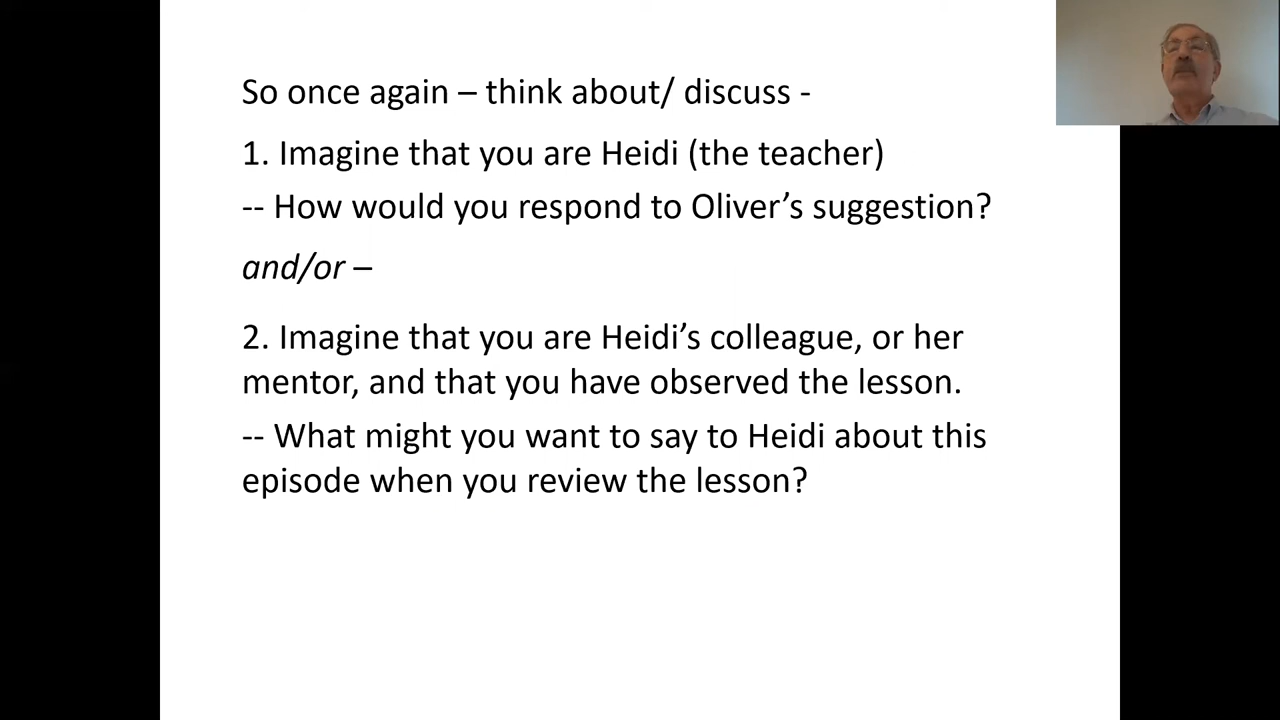 So once again – think about/ discuss -
1. Imagine that you are Heidi (the teacher)
-- How would you respond to Oliver’s suggestion?
and/or –
2. Imagine that you are Heidi’s colleague, or her
mentor, and that you have observed the lesson.
-- What might you want to say to Heidi about this
episode when you review the lesson?